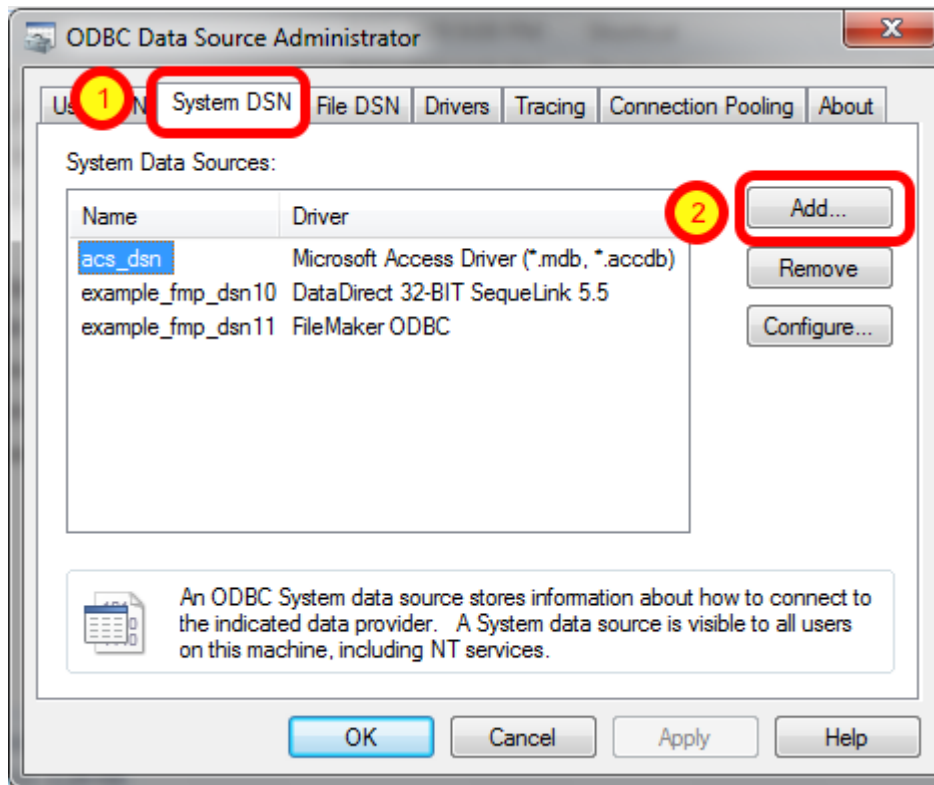 ODBC Data Source Administrator
1
System DSN File DSN Drivers Tracing Connection Pooling About
System Data Sources:
Name Driver
2
Add...
acs_dsn Microsoft Access Driver (*.mdb, *.accdb)
Remove
example_fmp_dsn10 DataDirect 32-BIT SequeLink 5.5
example_fmp_dsn11 FileMaker ODBC
Configure...
An ODBC System data source stores information about how to connect to
the indicated data provider. A System data source is visible to all users
on this machine, including NT services.
OK Cancel Apply Help